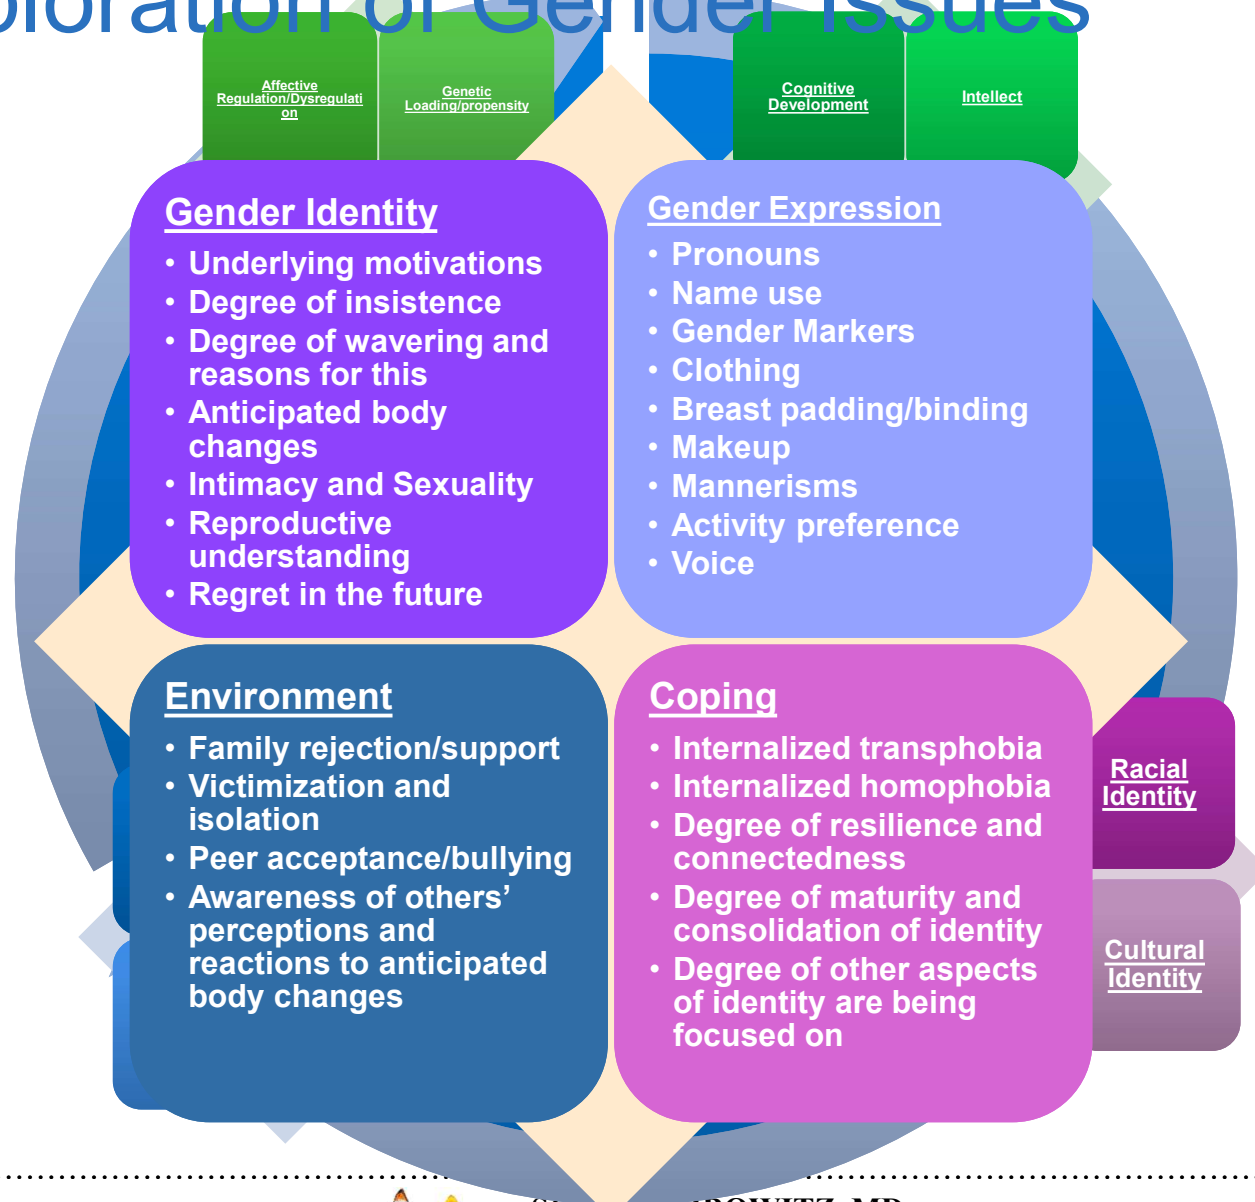 of Gender Issues
Affective
Regulation/Dysregulati
on
Genetic
Loading/propensity
Cognitive
Development
Intellect
Gender Identity
• Underlying motivations
• Degree of insistence
• Degree of wavering and
reasons for this
• Anticipated body
changes
• Intimacy and Sexuality
• Reproductive
understanding
• Regret in the future
Gender Expression
• Pronouns
• Name use
• Gender Markers
• Clothing
• Breast padding/binding
• Makeup
• Mannerisms
• Activity preference
• Voice
Environment
• Family rejection/support
• Victimization and
isolation
• Peer acceptance/bullying
• Awareness of others’
perceptions and
reactions to anticipated
body changes
Coping
• Internalized transphobia
• Internalized homophobia
• Degree of resilience and
connectedness
• Degree of maturity and
consolidation of identity
• Degree of other aspects
of identity are being
focused on
Racial
Identity
Cultural
Identity
MD